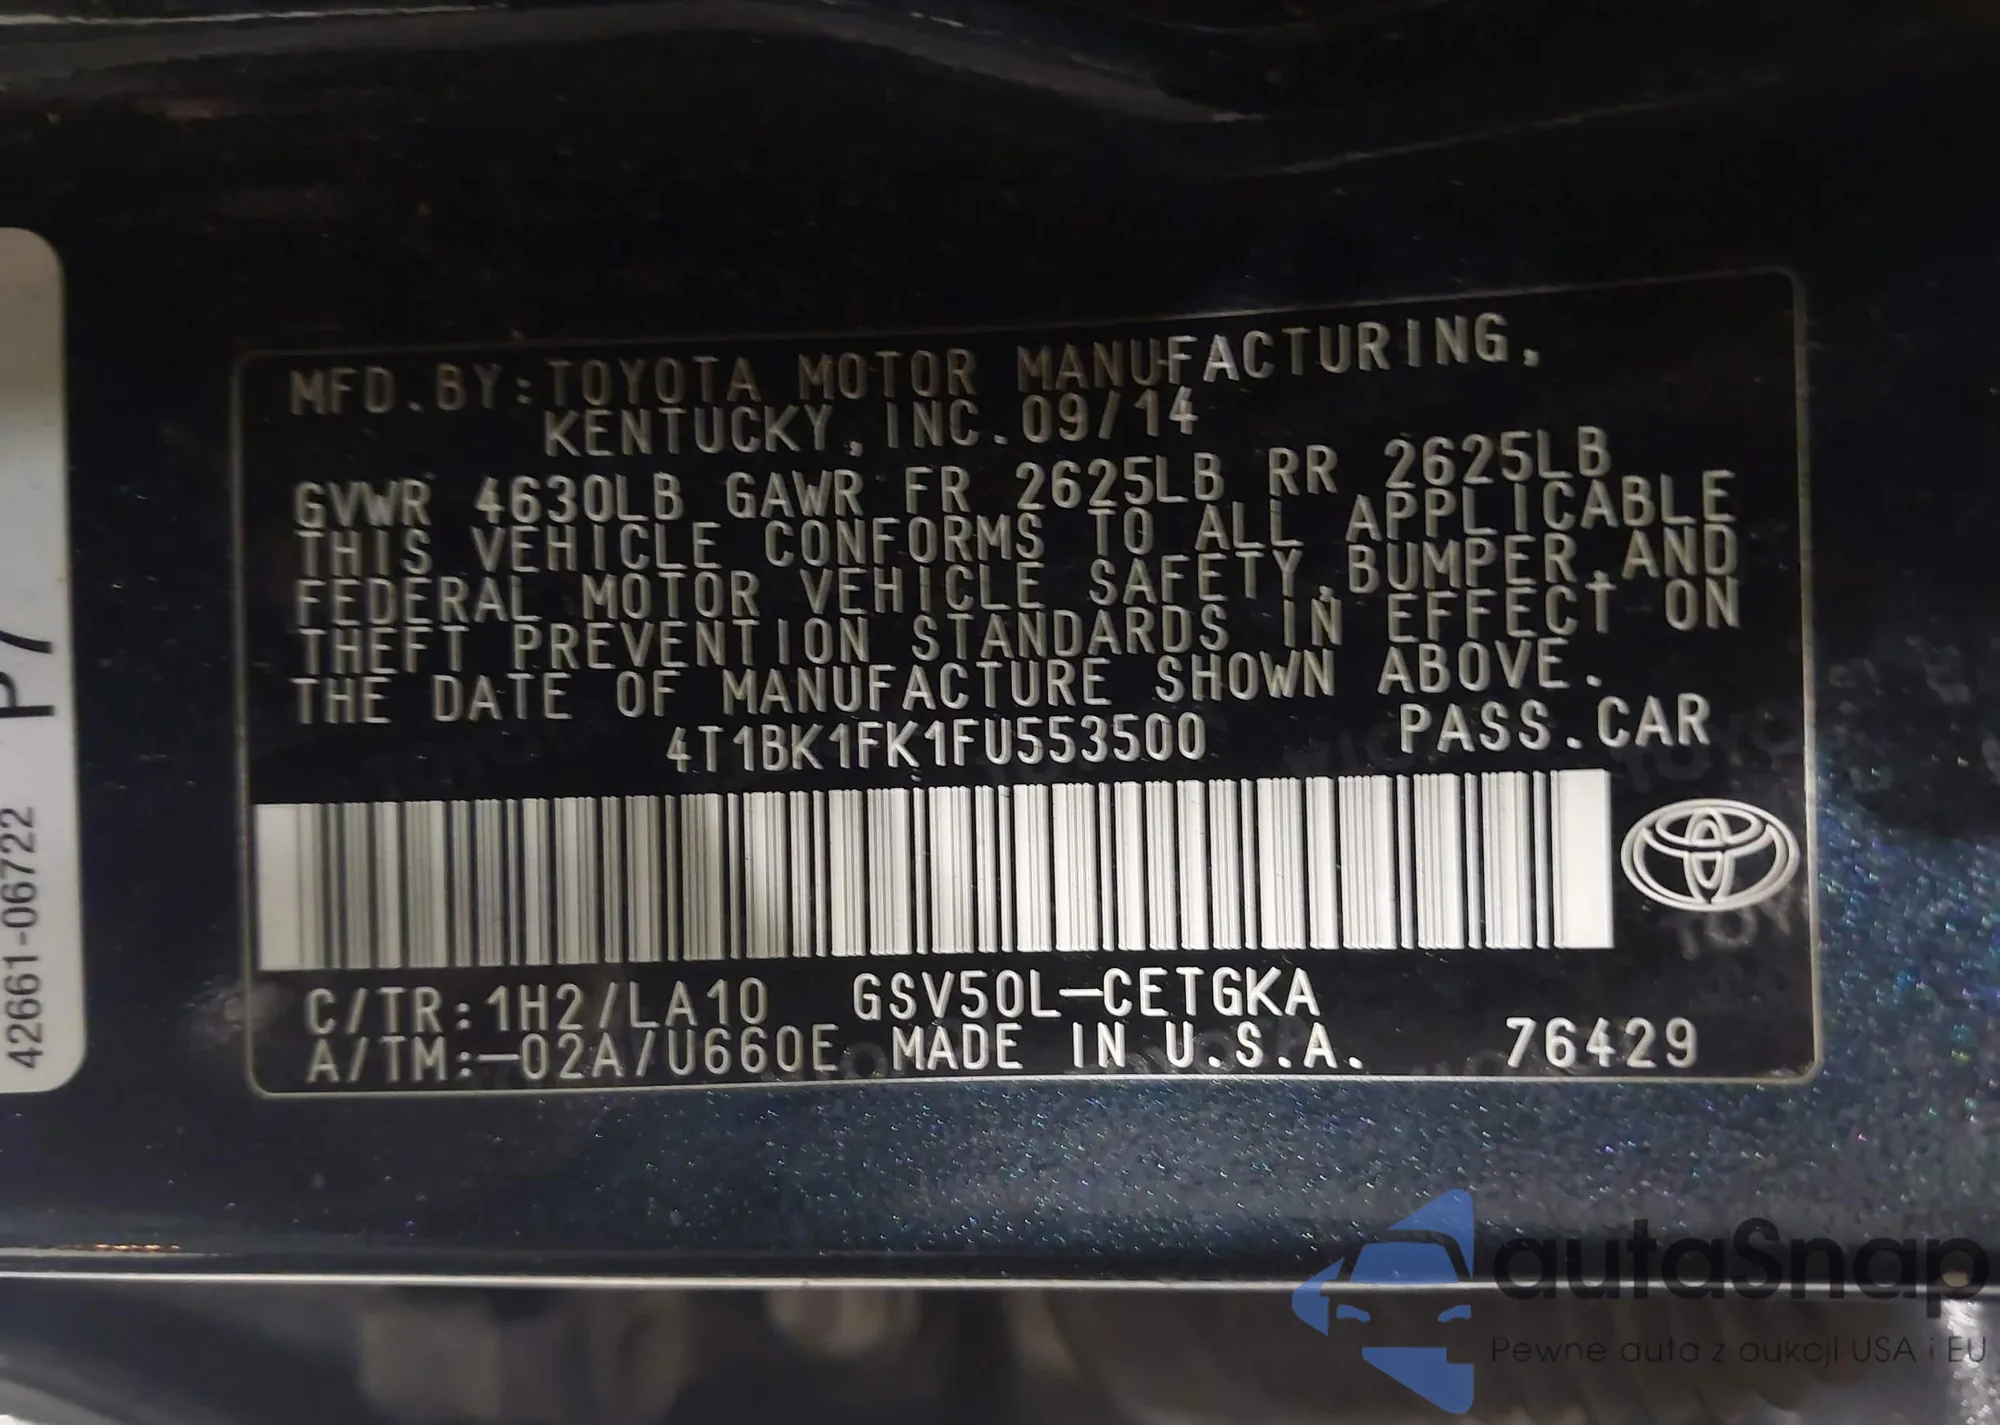 MFD.BY:TOYOTA MOTOR MANUFACTURING,
KENTUCKY, INC. 09/14
GVWR 4630LB GAWR FR 2625LB RR 2625LB
THIS VEHICLE CONFORMS TO ALL APPLICABLE
FEDERAL MOTOR VEHICLE SAFETY,BUMPER,AND
THEFT PREVENTION STANDARDS IN EFFECT ON
THE DATE OF MANUFACTURE SHOWN ABOVE.
4T1BK1FK1FU553500 PASS.CAR
C/TR:1H2/LA10 GSV50L-CETGKA
A/TM:-02A/U660E MADE IN U.S.A. 76429
42661-06722
autaSnap
Pewne auta z aukcji USA i EU